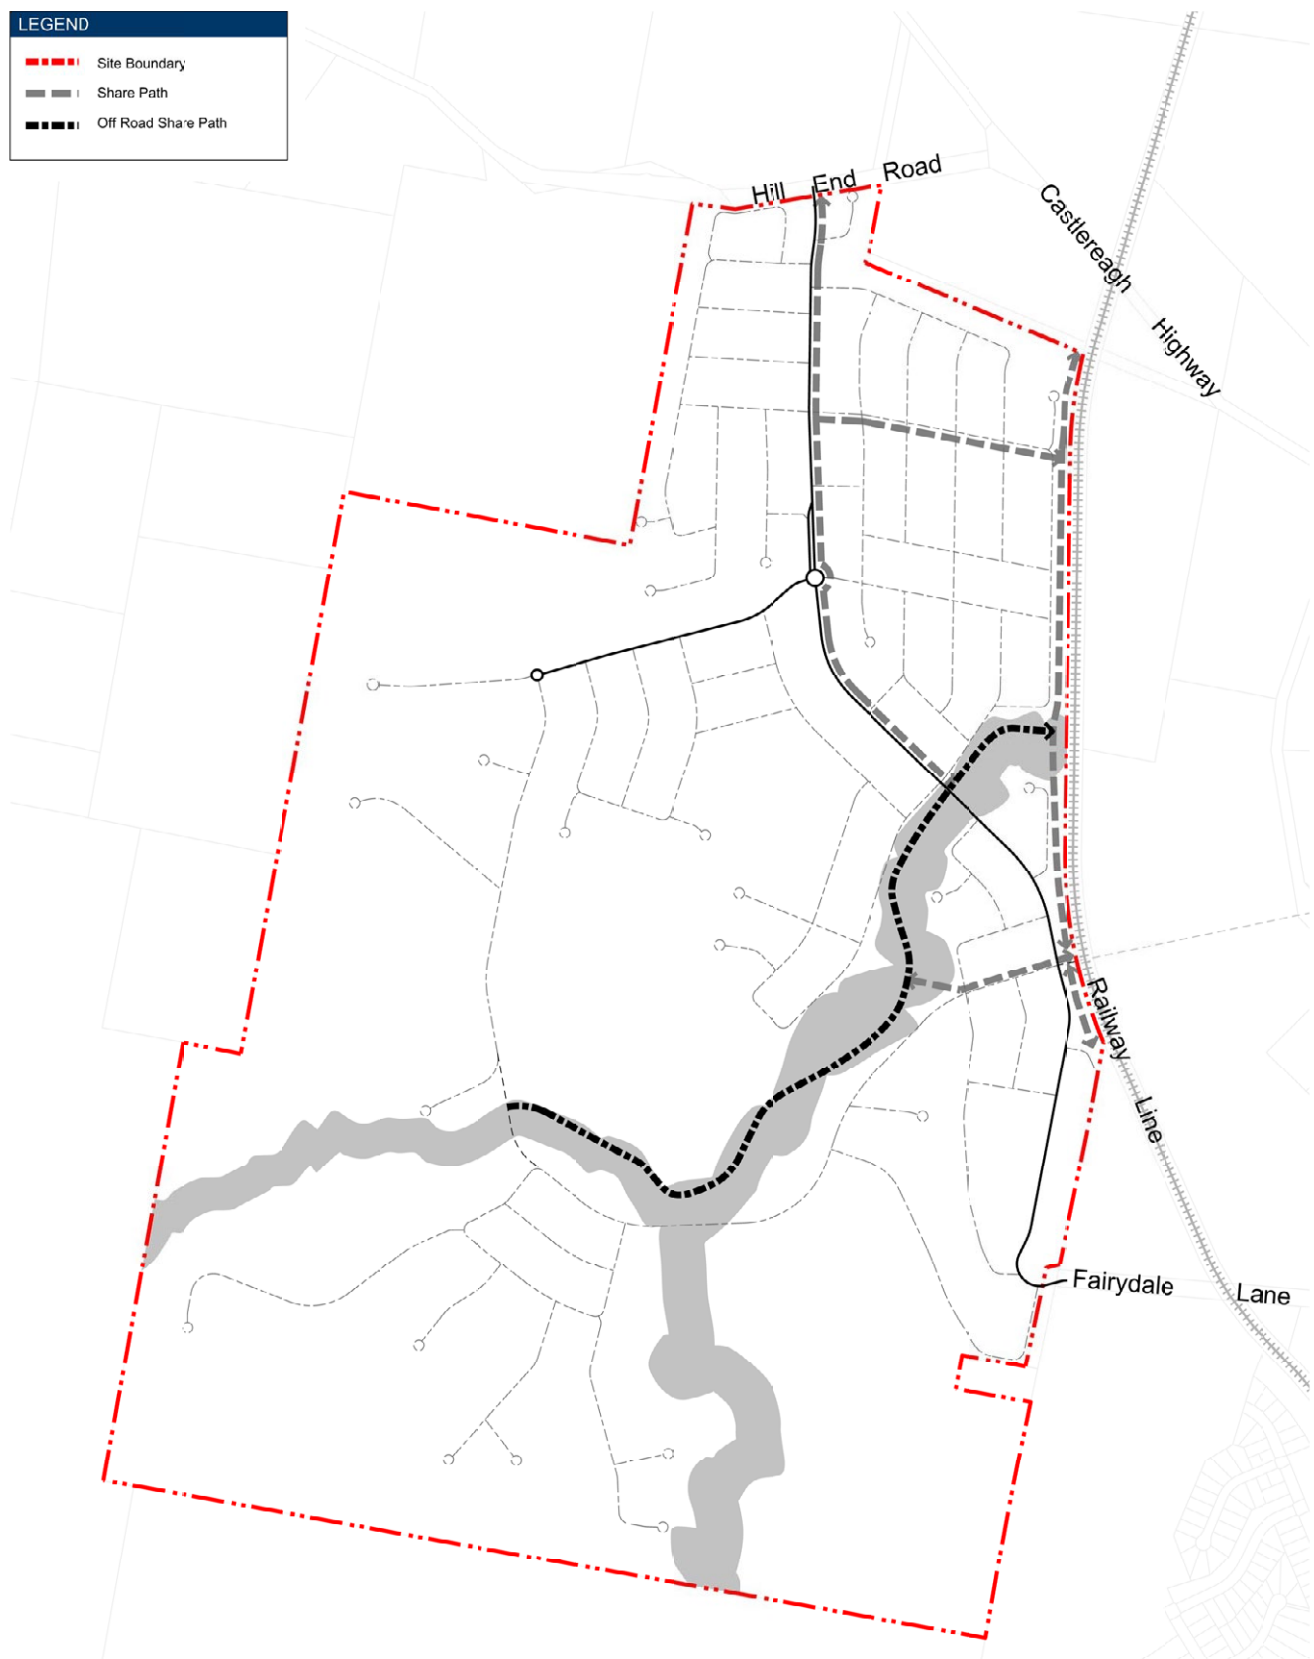 LEGEND
Site Boundary
Share Path
Off Road Share Path
Hill End Road
Castlereagh Highway
Railway Line
Fairydale Lane